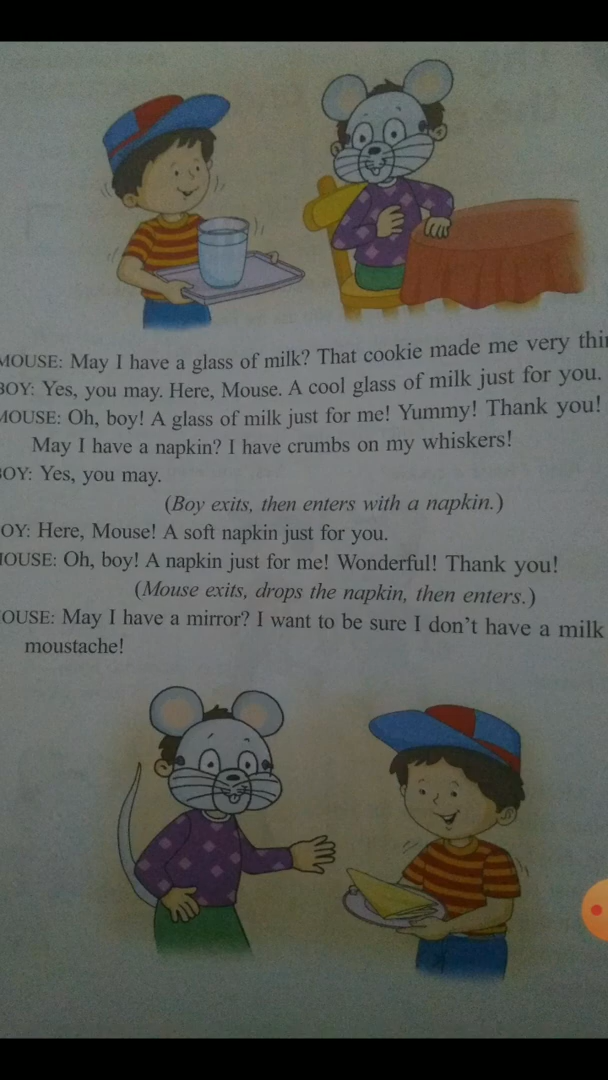 MOUSE: May I have a glass of milk? That cookie made me very thi
BOY: Yes, you may. Here, Mouse. A cool glass of milk just for you.
MOUSE: Oh, boy! A glass of milk just for me! Yummy! Thank you!
May I have a napkin? I have crumbs on my whiskers!
BOY: Yes, you may.
(Boy exits, then enters with a napkin.)
OY: Here, Mouse! A soft napkin just for you.
MOUSE: Oh, boy! A napkin just for me! Wonderful! Thank you!
(Mouse exits, drops the napkin, then enters.)
OUSE: May I have a mirror? I want to be sure I don't have a milk
moustache!